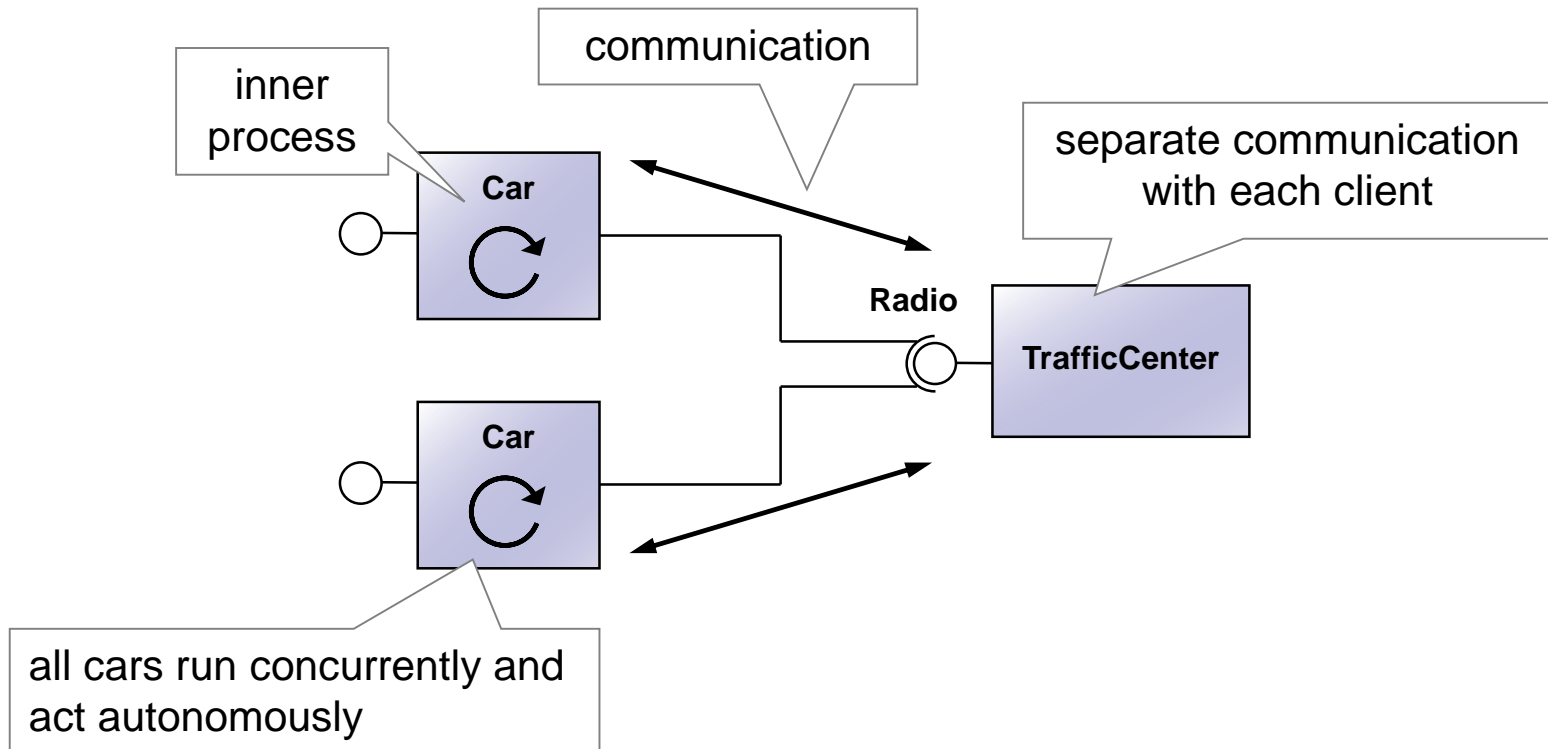 communication
inner
process
separate communication
with each client
Car
Radio
TrafficCenter
Car
all cars run concurrently and
act autonomously